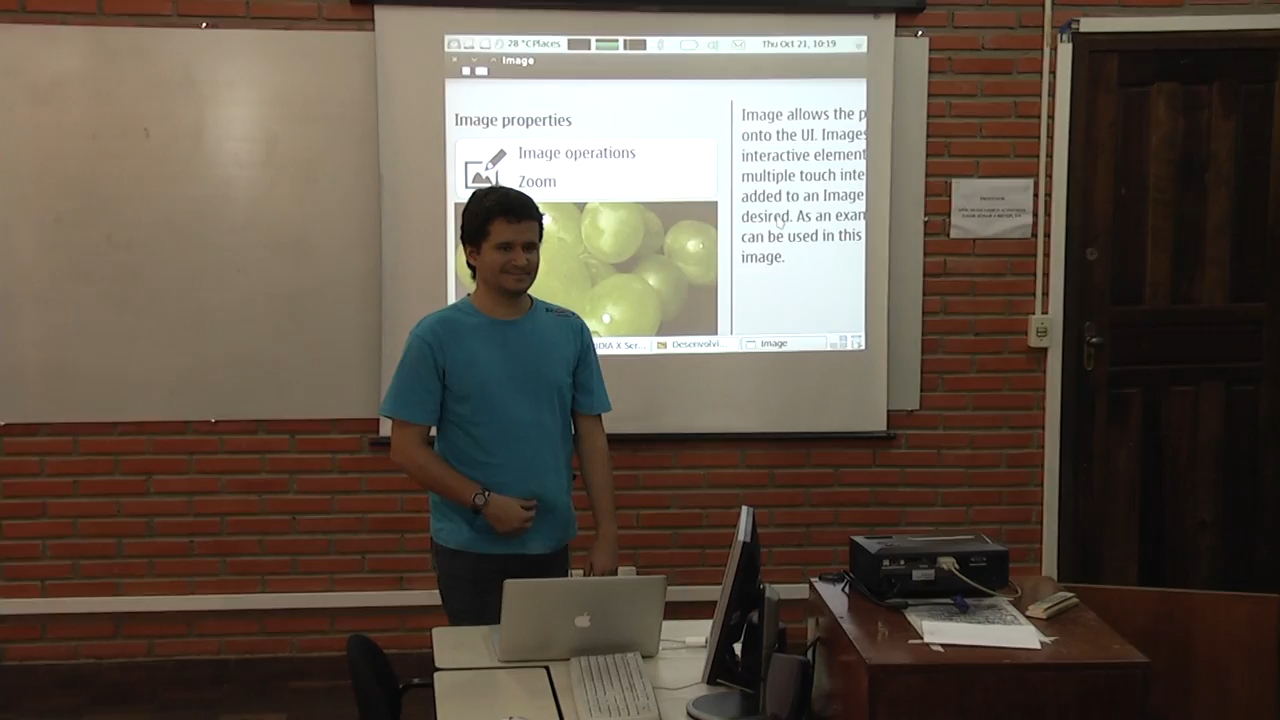 28 °C Places
Thu Oct 21, 10:19
Image
Image properties
Image operations
Zoom
Image allows the p
onto the UI. Images
interactive element
multiple touch inte
added to an Image
desired. As an exam
can be used in this
image.
IDIA X Ser...
Desenvolvi...
Image